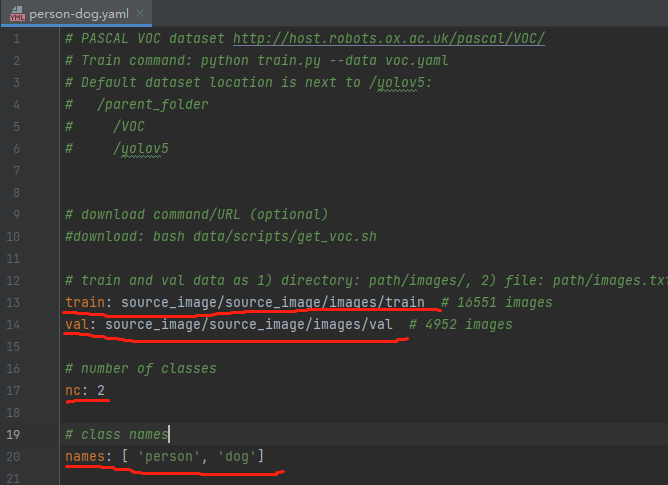 person-dog.yaml
1 # PASCAL VOC dataset http://host.robots.ox.ac.uk/pascal/VOC/
2 # Train command: python train.py --data voc.yaml
3 # Default dataset location is next to /yolov5:
4 #   /parent_folder
5 #     /VOC
6 #     /yolov5
7
8
9 # download command/URL (optional)
10 #download: bash data/scripts/get_voc.sh
11
12 # train and val data as 1) directory: path/images/, 2) file: path/images.txt
13 train: source_image/source_image/images/train  # 16551 images
14 val: source_image/source_image/images/val  # 4952 images
15
16 # number of classes
17 nc: 2
18
19 # class names
20 names: [ 'person', 'dog']
21